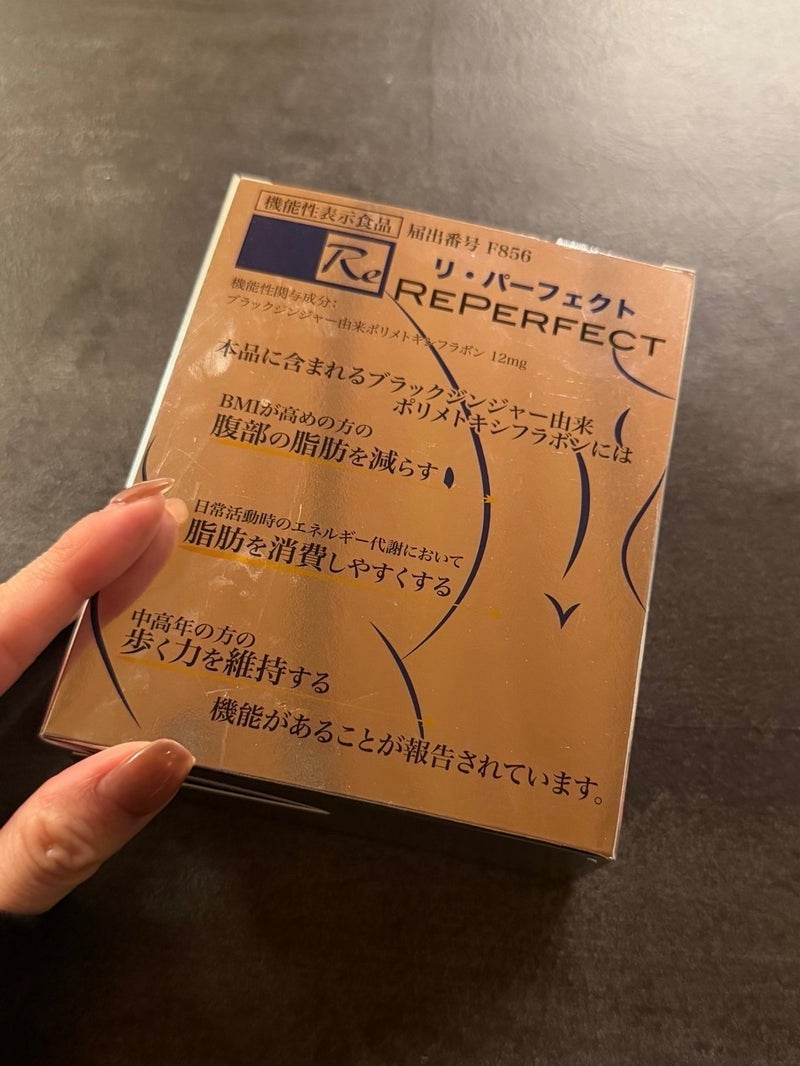 機能性表示食品 届出番号 F856
Re
リ・パーフェクト
REPERFECT
機能性関与成分:
ブラックジンジャー由来ポリメトキシフラボン 12mg
本品に含まれるブラックジンジャー由来
ポリメトキシフラボンには
BMIが高めの方の
腹部の脂肪を減らす
日常活動時のエネルギー代謝において
脂肪を消費しやすくする
中高年の方の
歩く力を維持する
機能があることが報告されています。